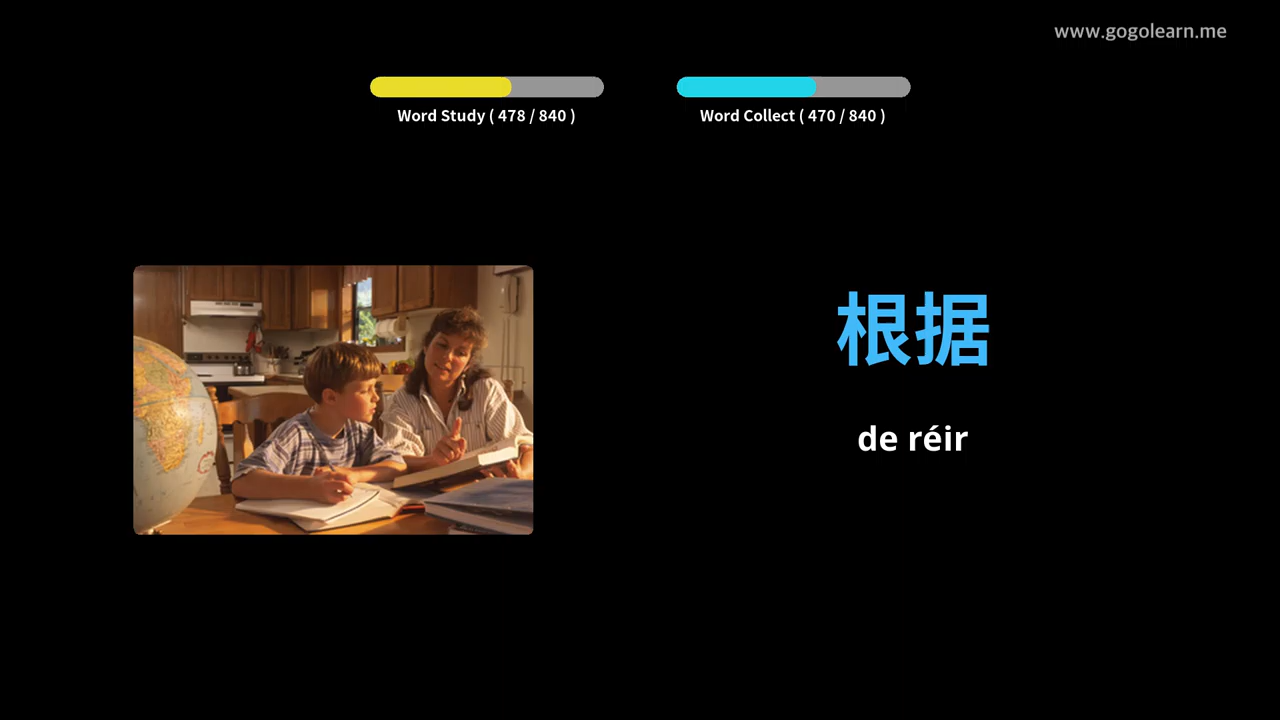 www.gogolearn.me
Word Study ( 478 / 840 )
Word Collect ( 470 / 840 )
根据
de réir